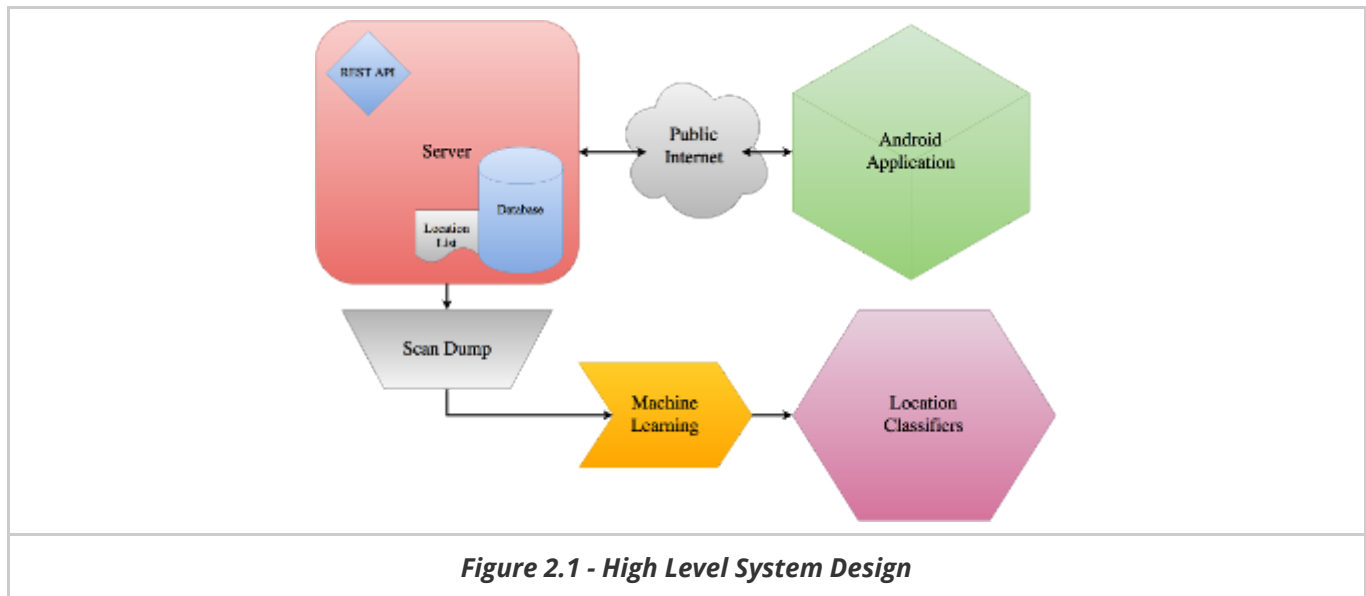 REST API
Server
Database
Location
List
Public
Internet
Android
Application
Scan Dump
Machine
Learning
Location
Classifiers
Figure 2.1 - High Level System Design